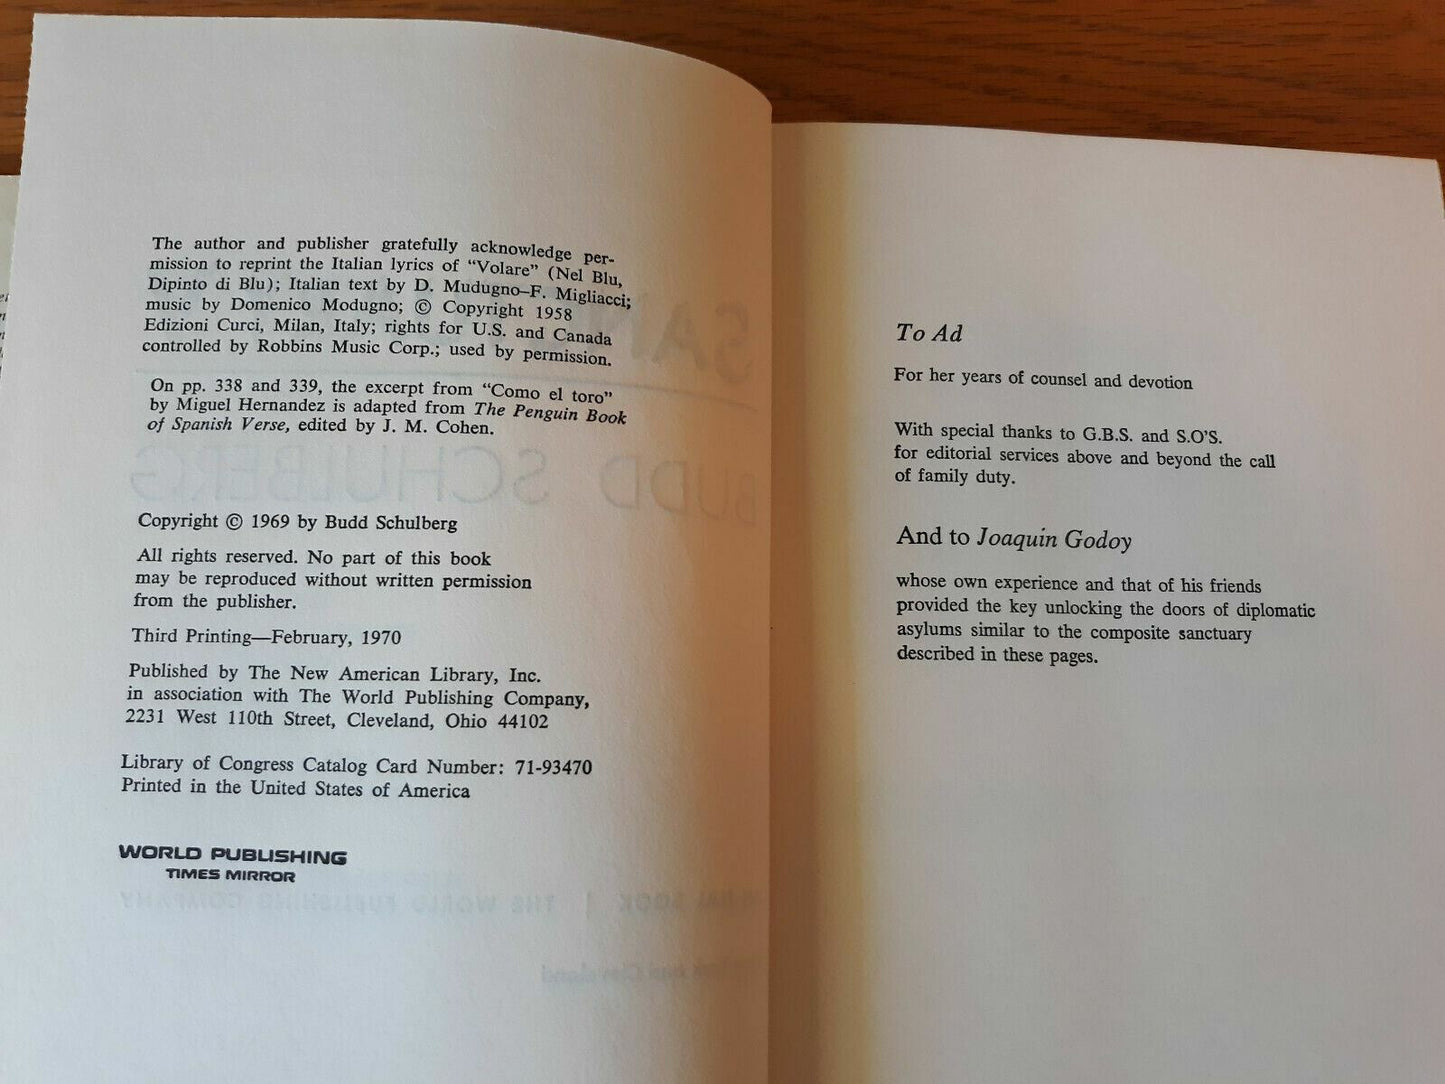 The author and publisher gratefully acknowledge per-
mission to reprint the Italian lyrics of "Volare" (Nel Blu,
Dipinto di Blu); Italian text by D. Mudugno–F. Migliacci;
music by Domenico Modugno; © Copyright 1958
Edizioni Curci, Milan, Italy; rights for U.S. and Canada
controlled by Robbins Music Corp.; used by permission.
On pp. 338 and 339, the excerpt from "Como el toro"
by Miguel Hernandez is adapted from The Penguin Book
of Spanish Verse, edited by J. M. Cohen.
Copyright © 1969 by Budd Schulberg
All rights reserved. No part of this book
may be reproduced without written permission
from the publisher.
Third Printing—February, 1970
Published by The New American Library, Inc.
in association with The World Publishing Company,
2231 West 110th Street, Cleveland, Ohio 44102
Library of Congress Catalog Card Number: 71-93470
Printed in the United States of America
WORLD PUBLISHING
TIMES MIRROR
To Ad
For her years of counsel and devotion
With special thanks to G.B.S. and S.O'S.
for editorial services above and beyond the call
of family duty.
And to Joaquin Godoy
whose own experience and that of his friends
provided the key unlocking the doors of diplomatic
asylums similar to the composite sanctuary
described in these pages.